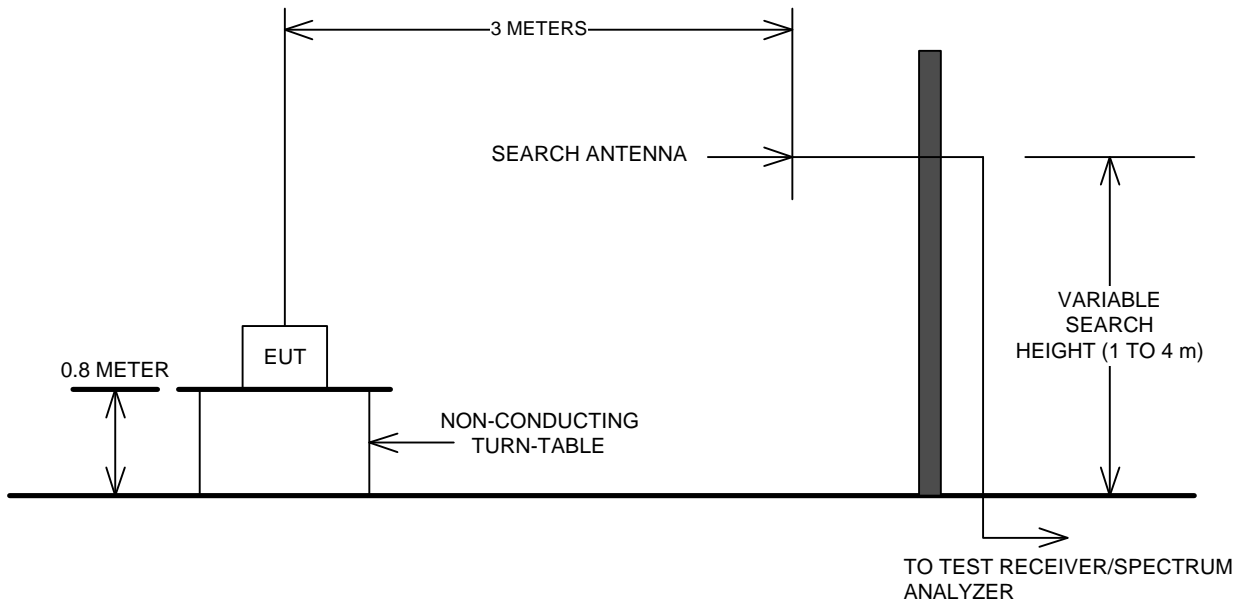 3 METERS
SEARCH ANTENNA
VARIABLE
SEARCH
HEIGHT (1 TO 4 m)
EUT
0.8 METER
NON-CONDUCTING
TURN-TABLE
TO TEST RECEIVER/SPECTRUM
ANALYZER